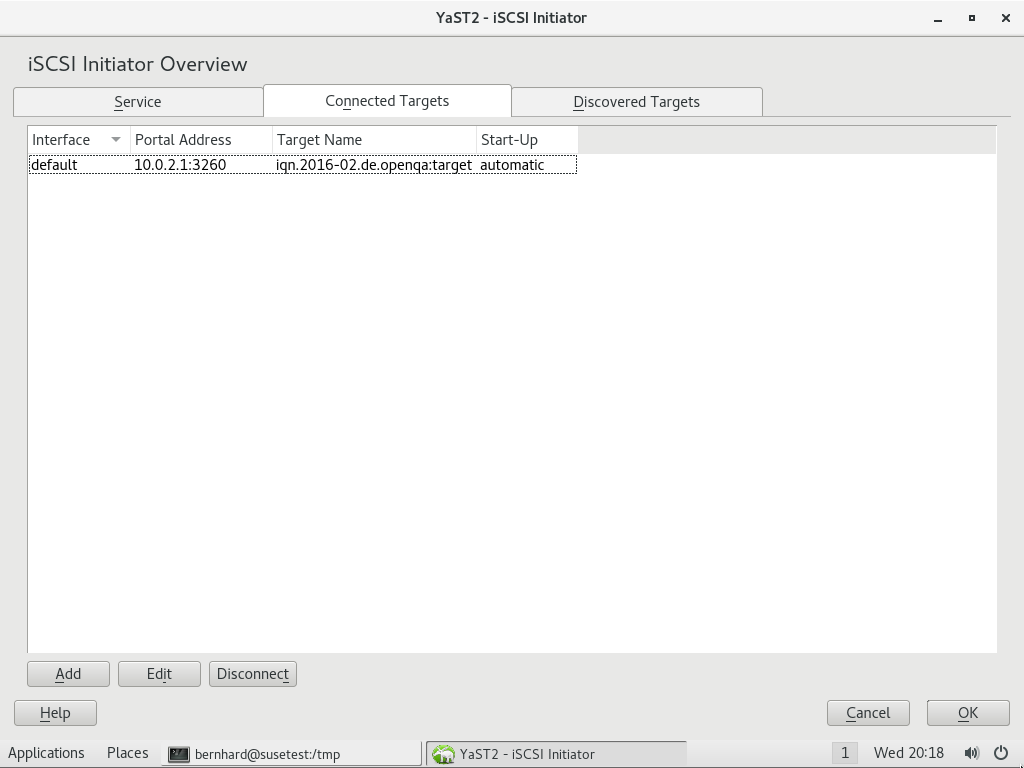 YaST2 - iSCSI Initiator
iSCSI Initiator Overview
Service Connected Targets Discovered Targets
Interface Portal Address Target Name Start-Up
default 10.0.2.1:3260 iqn.2016-02.de.openqa:target automatic
Add Edit Disconnect
Help Cancel OK
Applications Places bernhard@susetest:/tmp YaST2 - iSCSI Initiator 1 Wed 20:18